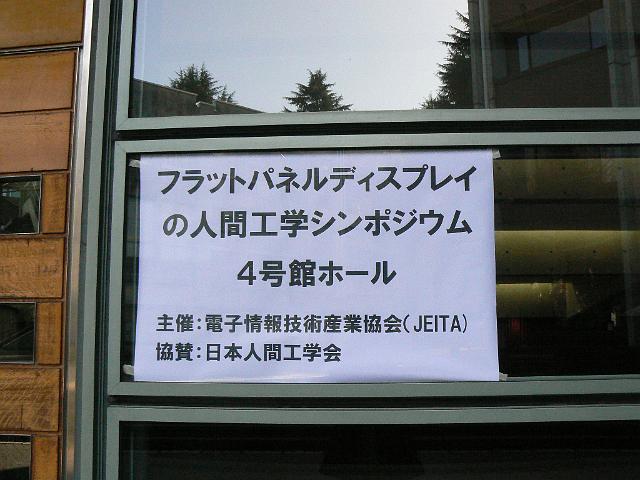 フラットパネルディスプレイ
の人間工学シンポジウム
4号館ホール
主催：電子情報技術産業協会（JEITA）
協賛：日本人間工学会